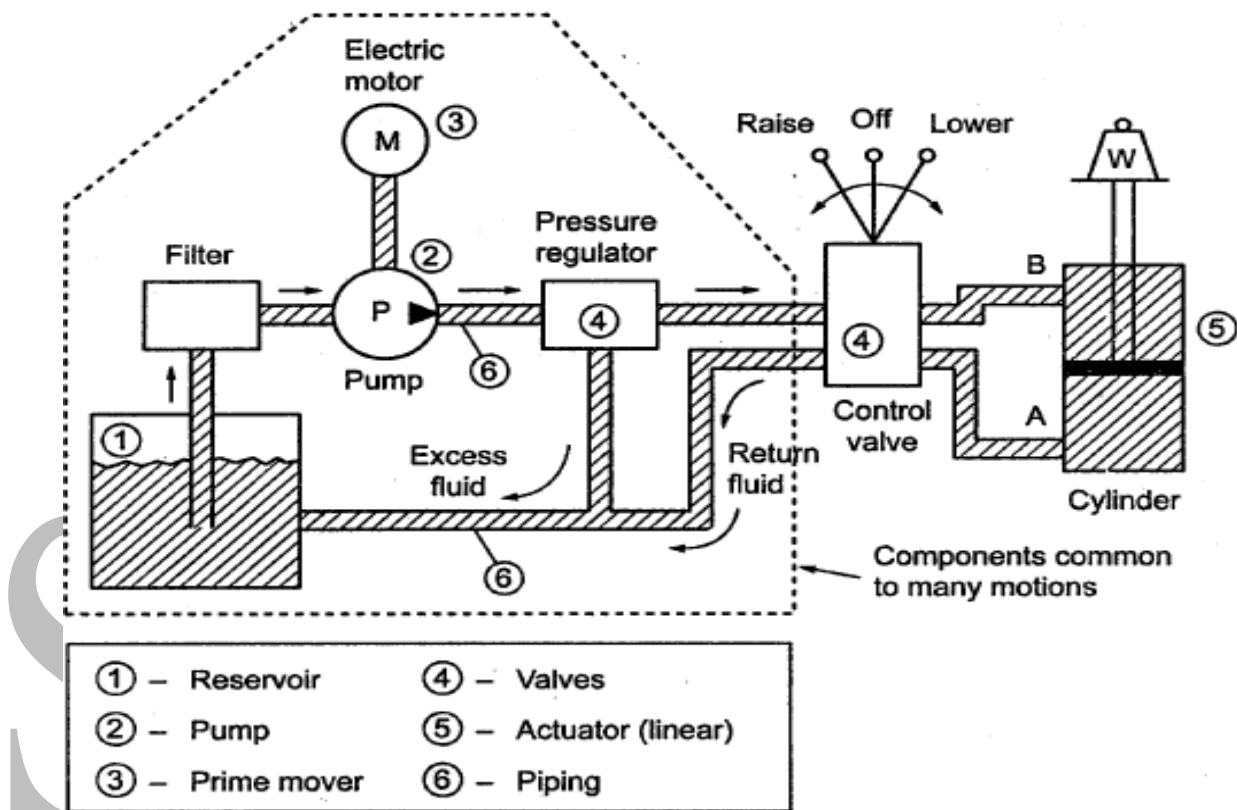 Electric
motor
M
③
Raise
Off
Lower
W
Filter
②
Pressure
regulator
B
P
④
④
⑤
Pump
⑥
Control
valve
A
①
Excess
fluid
Return
fluid
Cylinder
⑥
Components common
to many motions
① – Reservoir
④ – Valves
② – Pump
⑤ – Actuator (linear)
③ – Prime mover
⑥ – Piping
S